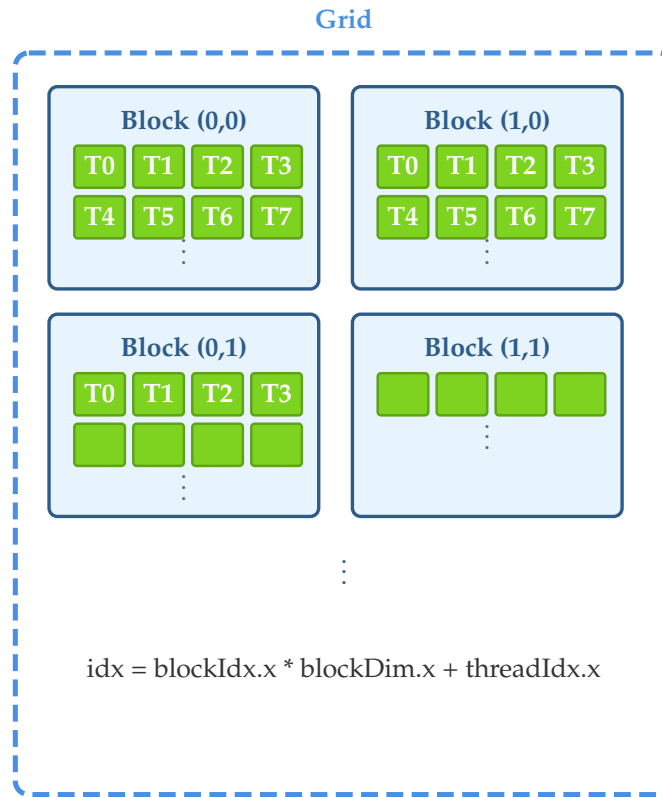 Grid
Block (0,0)
T0 T1 T2 T3
T4 T5 T6 T7
⋮
Block (1,0)
T0 T1 T2 T3
T4 T5 T6 T7
⋮
Block (0,1)
T0 T1 T2 T3
⋮
Block (1,1)
⋮
⋮
idx = blockIdx.x * blockDim.x + threadIdx.x